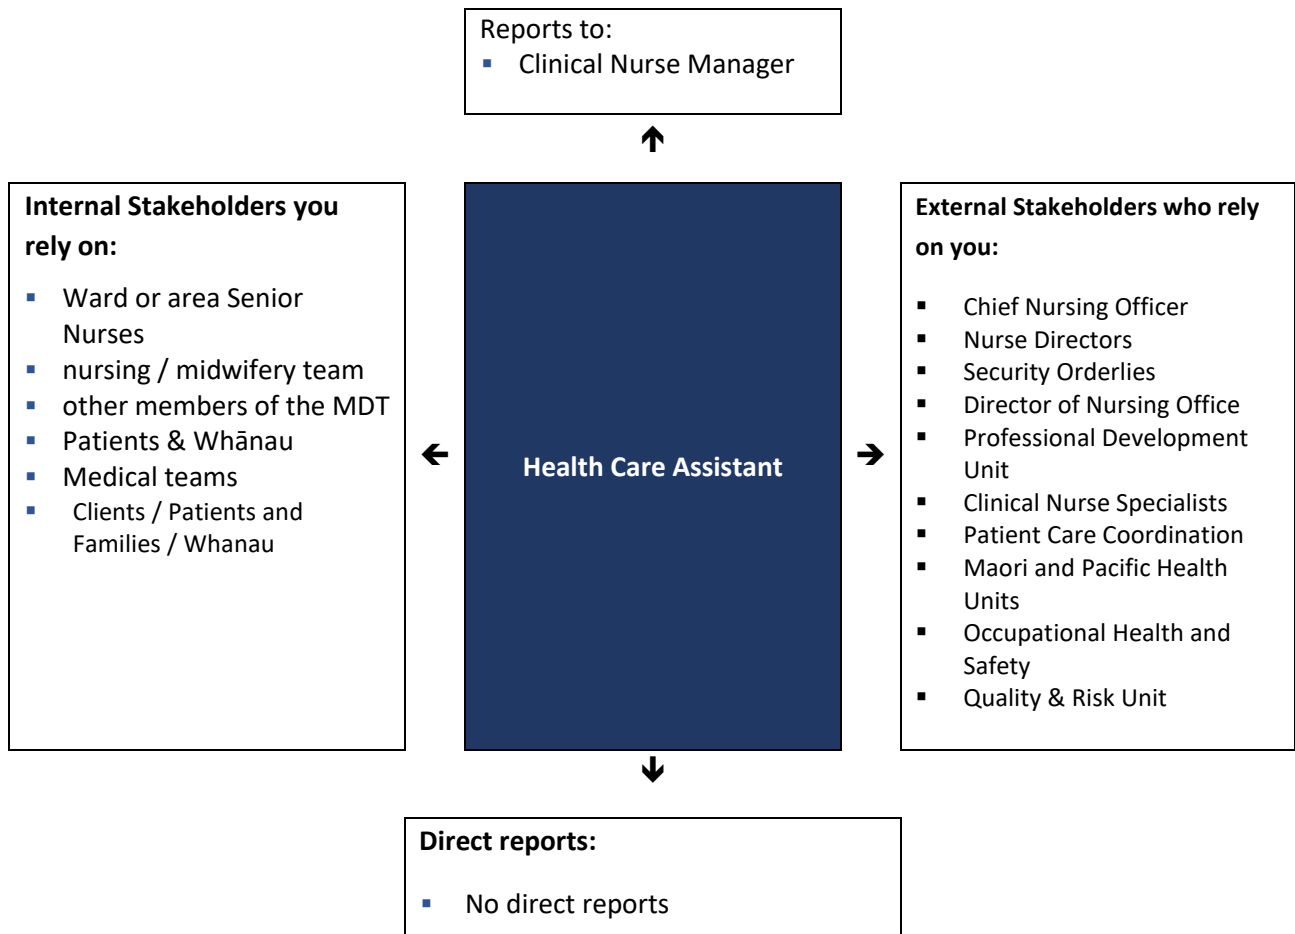 Reports to:
▪ Clinical Nurse Manager
Internal Stakeholders you
rely on:
▪ Ward or area Senior
Nurses
▪ nursing / midwifery team
▪ other members of the MDT
▪ Patients & Whānau
▪ Medical teams
▪ Clients / Patients and
Families / Whanau
Health Care Assistant
External Stakeholders who rely
on you:
▪ Chief Nursing Officer
▪ Nurse Directors
▪ Security Orderlies
▪ Director of Nursing Office
▪ Professional Development
Unit
▪ Clinical Nurse Specialists
▪ Patient Care Coordination
▪ Maori and Pacific Health
Units
▪ Occupational Health and
Safety
▪ Quality & Risk Unit
Direct reports:
▪ No direct reports